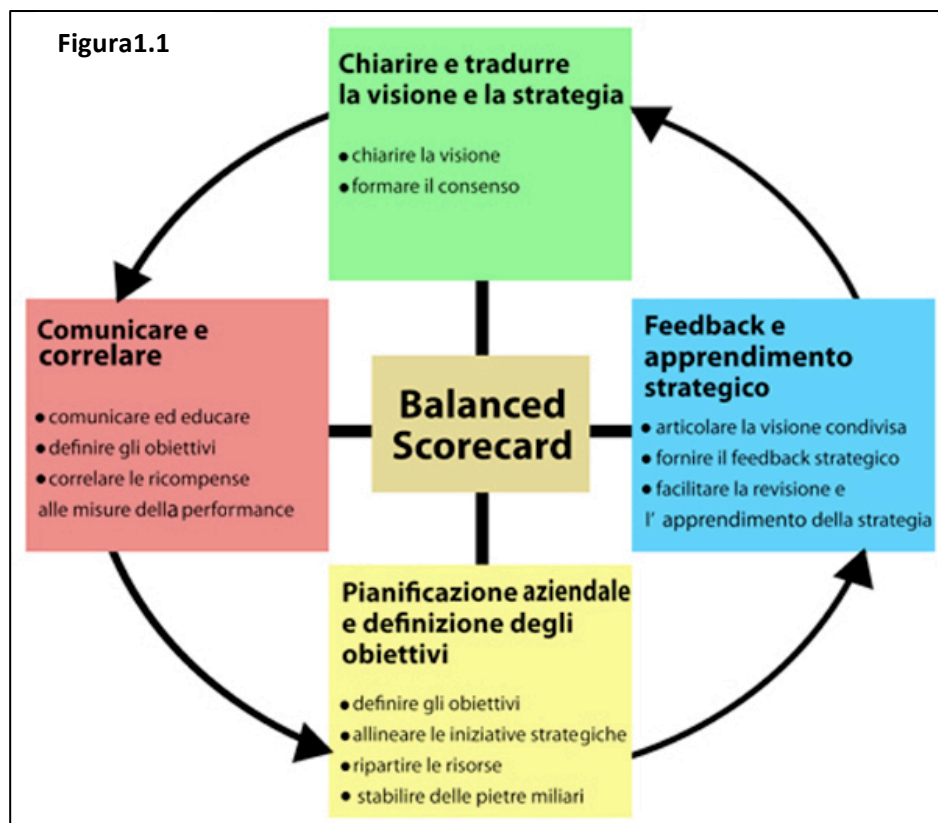 Figura1.1
Chiarire e tradurre
la visione e la strategia
● chiarire la visione
● formare il consenso
Comunicare e
correlare
● comunicare ed educare
● definire gli obiettivi
● correlare le ricompense
alle misure della performance
Balanced
Scorecard
Feedback e
apprendimento
strategico
● articolare la visione condivisa
● fornire il feedback strategico
● facilitare la revisione e
l' apprendimento della strategia
Pianificazione aziendale
e definizione degli
obiettivi
● definire gli obiettivi
● allineare le iniziative strategiche
● ripartire le risorse
● stabilire delle pietre miliari